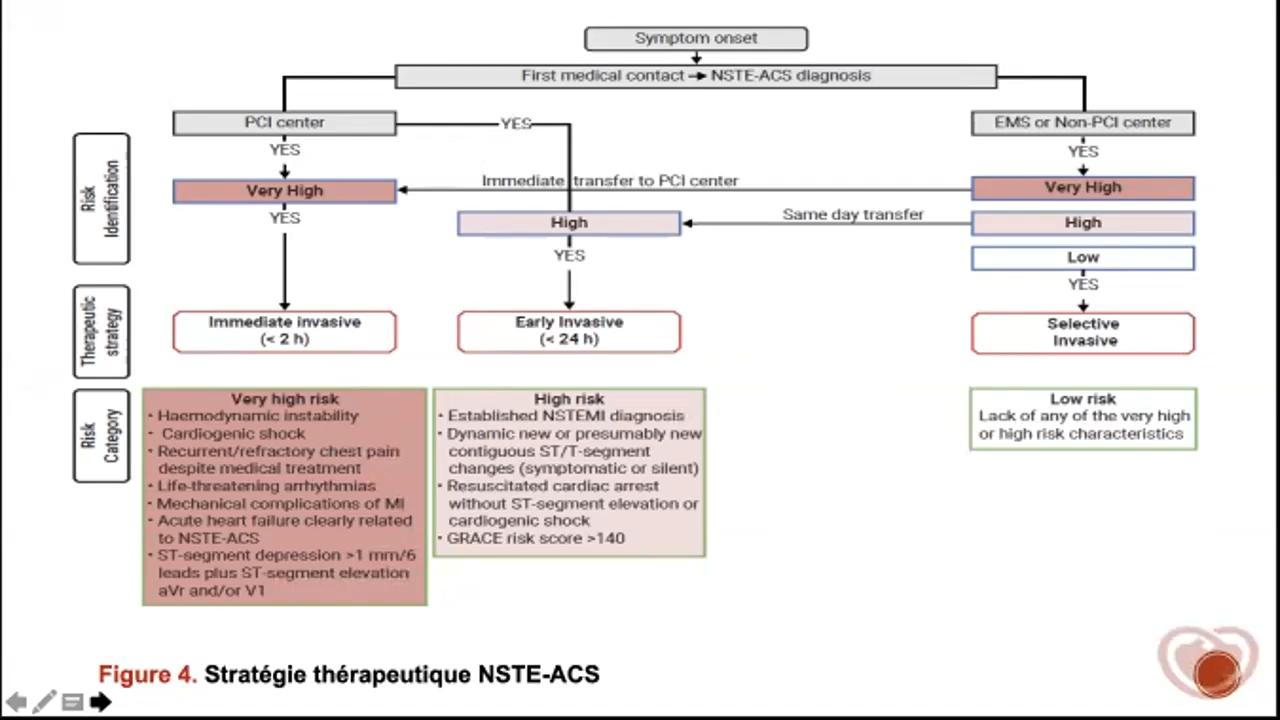 Symptom onset
First medical contact → NSTE-ACS diagnosis
PCI center
YES
EMS or Non-PCI center
YES
YES
Risk
Identification
Very High
Immediate transfer to PCI center
Very High
YES
High
Same day transfer
High
YES
Low
YES
Therapeutic
strategy
Immediate invasive
(< 2 h)
Early Invasive
(< 24 h)
Selective
Invasive
Risk
Category
Very high risk
• Haemodynamic instability
• Cardiogenic shock
• Recurrent/refractory chest pain
despite medical treatment
• Life-threatening arrhythmias
• Mechanical complications of MI
• Acute heart failure clearly related
to NSTE-ACS
• ST-segment depression >1 mm/6
leads plus ST-segment elevation
aVr and/or V1
High risk
• Established NSTEMI diagnosis
• Dynamic new or presumably new
contiguous ST/T-segment
changes (symptomatic or silent)
• Resuscitated cardiac arrest
without ST-segment elevation or
cardiogenic shock
• GRACE risk score >140
Low risk
Lack of any of the very high
or high risk characteristics
Figure 4. Stratégie thérapeutique NSTE-ACS